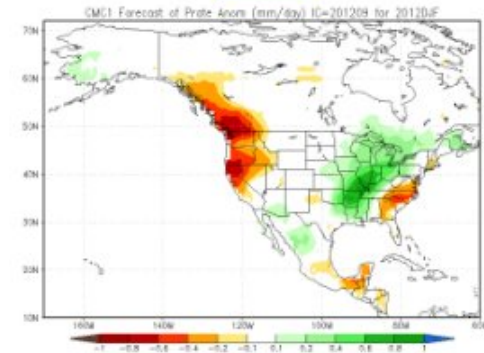 CMC1 Forecast of Prate Anom (mm/day) IC=201209 for 2012DJF
70N
60N
50N
40N
30N
20N
10N
160W 140W 120W 100W 80W 60
-1 -0.8 -0.6 -0.4 -0.2 -0.1 0.1 0.2 0.4 0.6 0.8 1